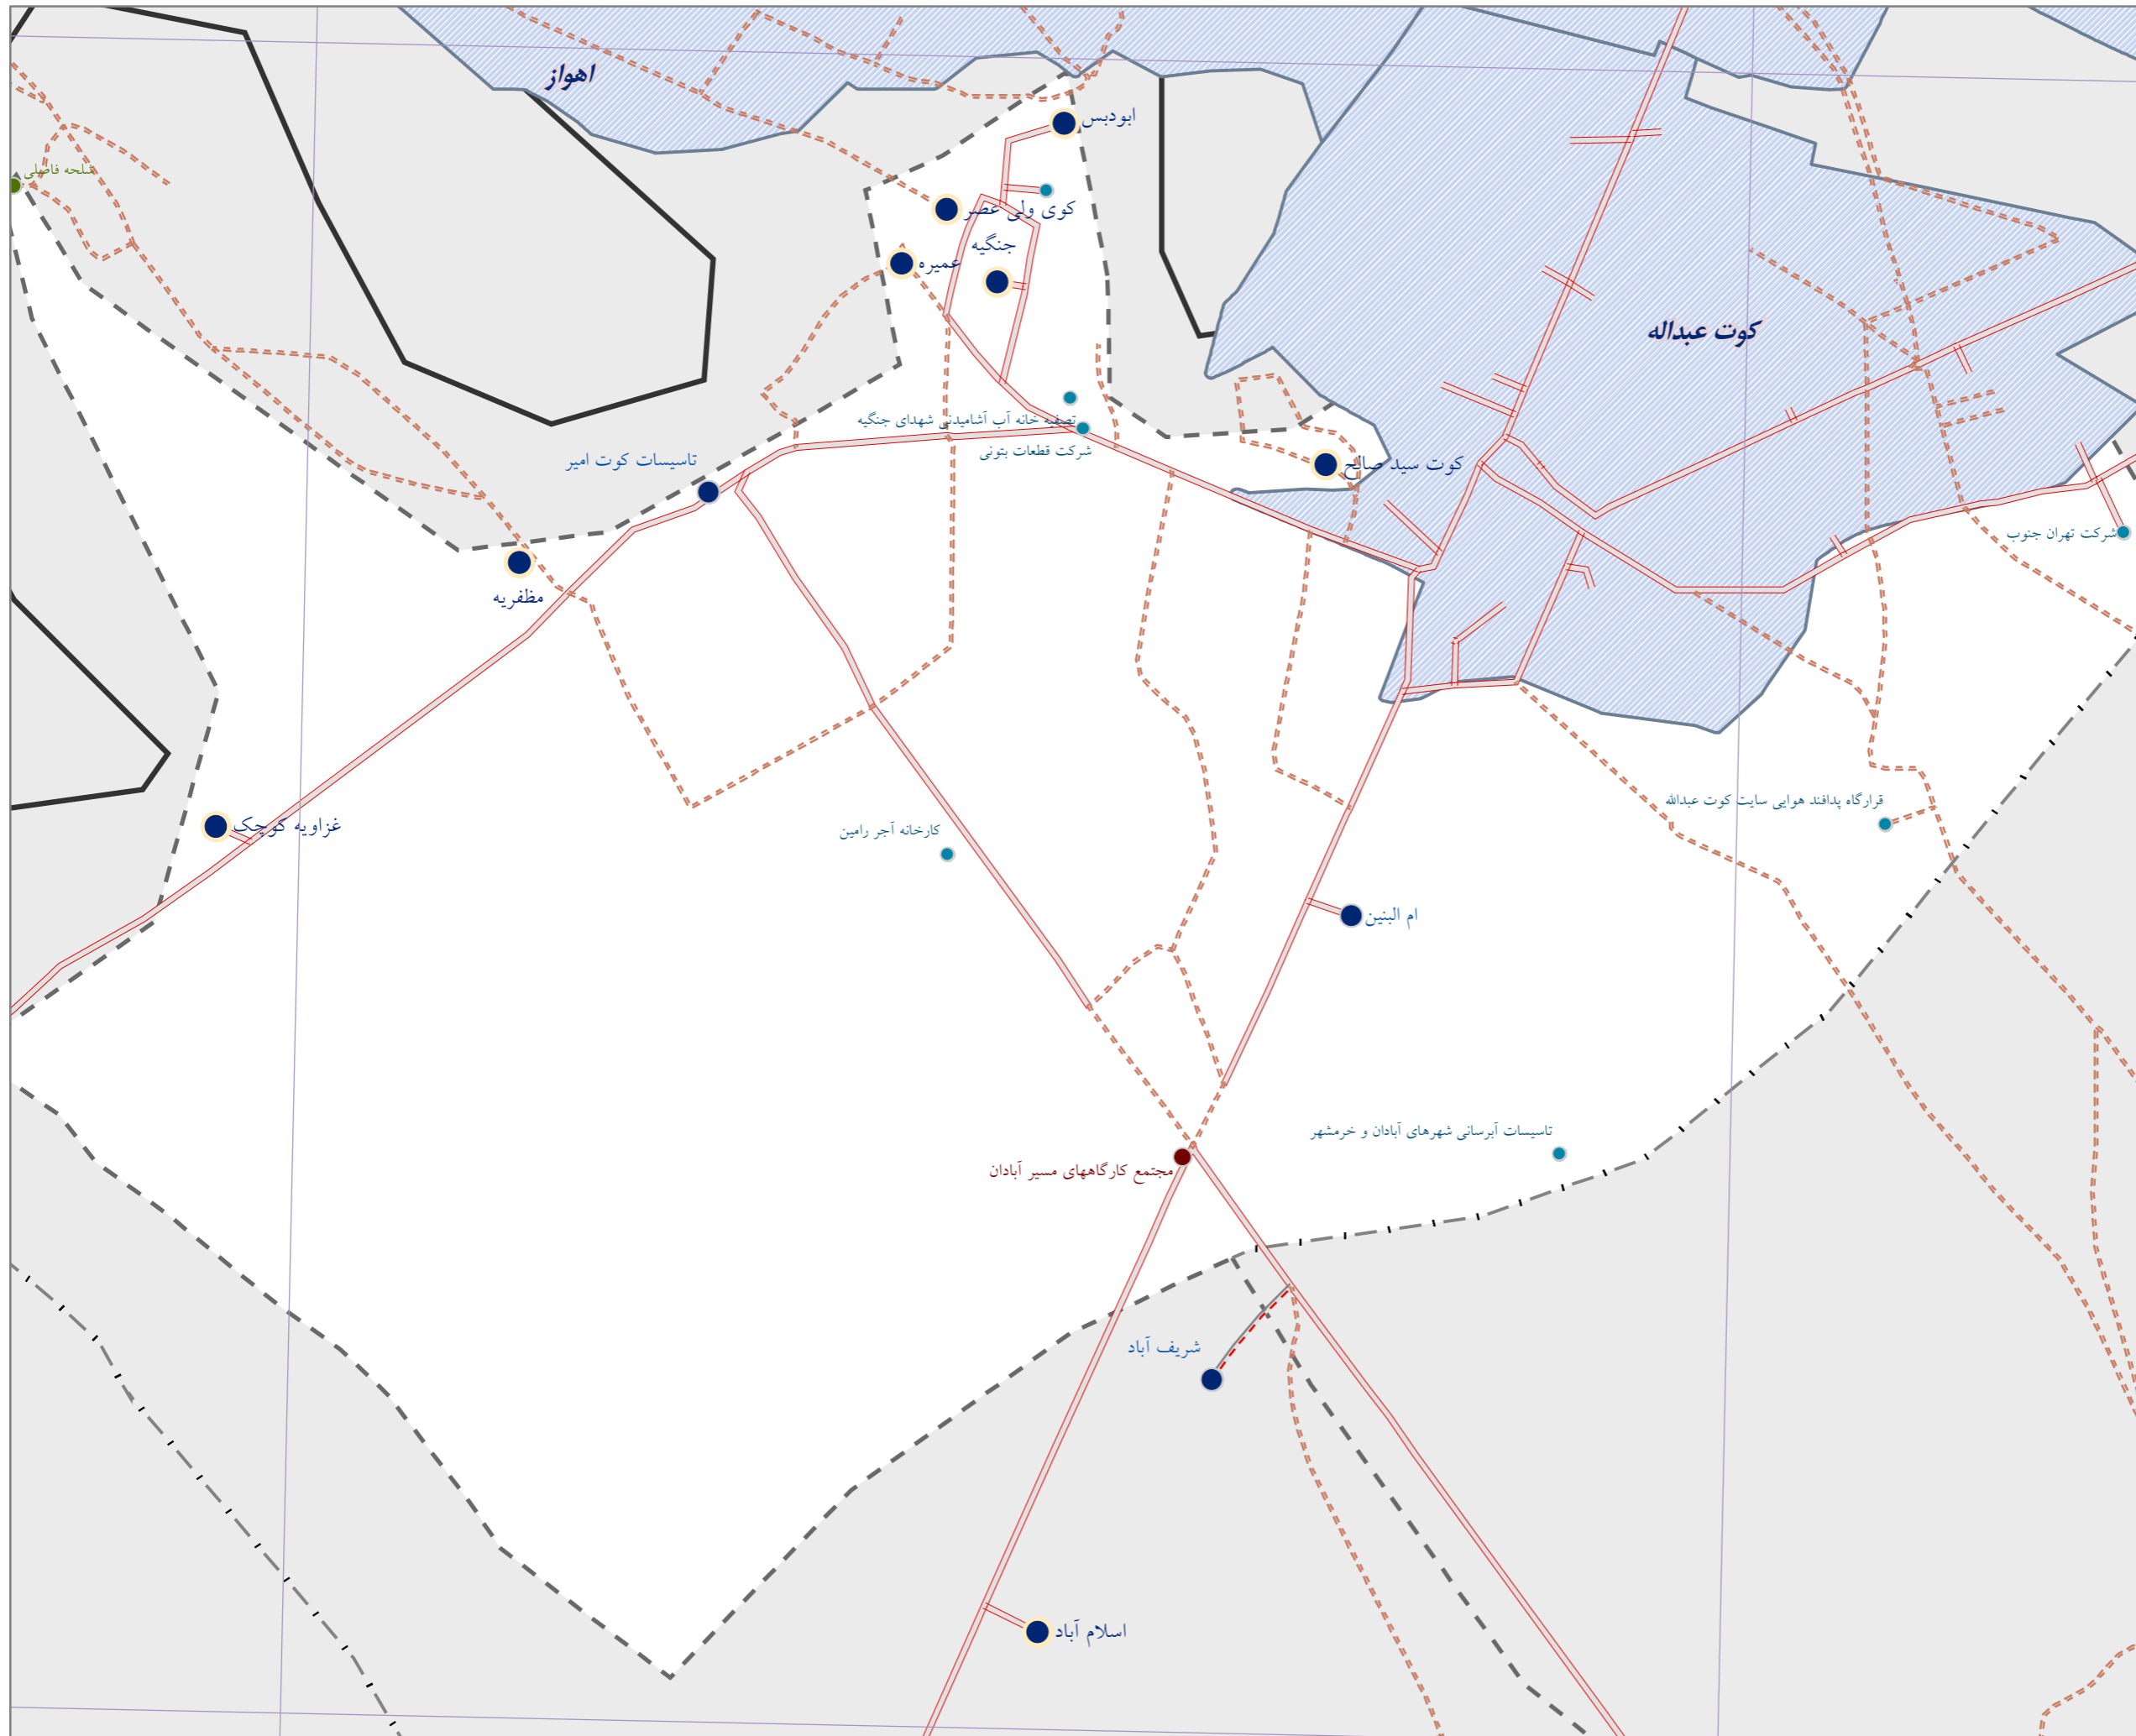 اهواز
ابودبس
شلحه فاضلی
کوی ولی عصر
جنگیه
عمیره
کوت عبداله
تصفیه خانه آب آشامیدنی شهدای جنگیه
شرکت قطعات بتونی
تاسیسات کوت امیر
کوت سید صالح
شرکت تهران جنوب
مظفریه
قرارگاه پدافند هوایی سایت کوت عبدالله
غزاویه کوچک
کارخانه آجر رامین
ام البنین
تاسیسات آبرسانی شهرهای آبادان و خرمشهر
مجتمع کارگاههای مسیر آبادان
شریف آباد
اسلام آباد